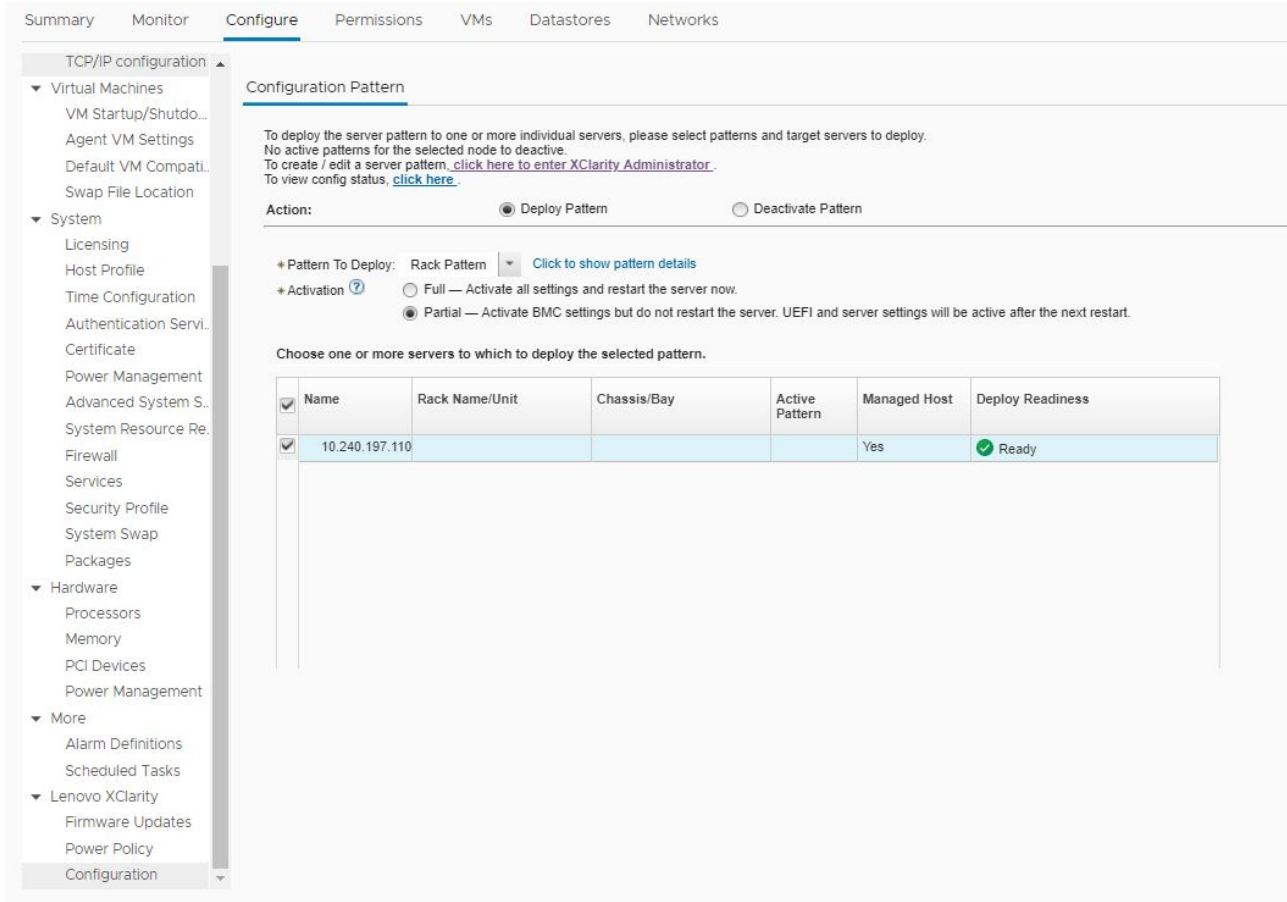 Summary Monitor Configure Permissions VMs Datastores Networks
TCP/IP configuration
Virtual Machines
VM Startup/Shutdo...
Agent VM Settings
Default VM Compati..
Swap File Location
System
Licensing
Host Profile
Time Configuration
Authentication Servi..
Certificate
Power Management
Advanced System S..
System Resource Re.
Firewall
Services
Security Profile
System Swap
Packages
Hardware
Processors
Memory
PCI Devices
Power Management
More
Alarm Definitions
Scheduled Tasks
Lenovo XClarity
Firmware Updates
Power Policy
Configuration
Configuration Pattern
To deploy the server pattern to one or more individual servers, please select patterns and target servers to deploy.
No active patterns for the selected node to deactive.
To create / edit a server pattern, click here to enter XClarity Administrator .
To view config status, click here .
Action: Deploy Pattern Deactivate Pattern
*Pattern To Deploy: Rack Pattern Click to show pattern details
*Activation ? Full — Activate all settings and restart the server now.
Partial — Activate BMC settings but do not restart the server. UEFI and server settings will be active after the next restart.
Choose one or more servers to which to deploy the selected pattern.
Name Rack Name/Unit Chassis/Bay Active Pattern Managed Host Deploy Readiness
10.240.197.110 Yes Ready